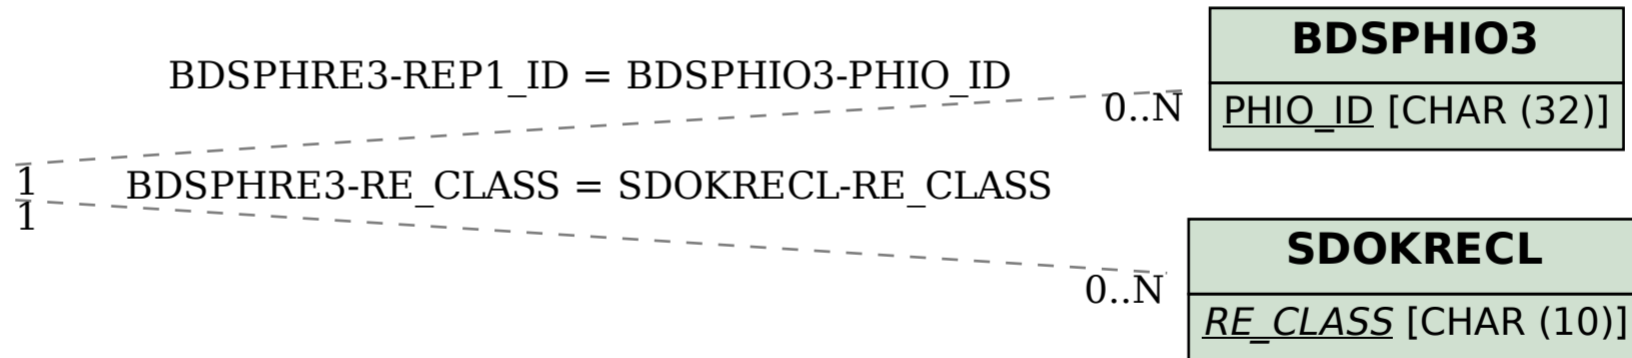 BDSPHIO3
BDSPHRE3-REP1_ID = BDSPHIO3-PHIO_ID
0..N
PHIO_ID [CHAR (32)]
1
BDSPHRE3-RE_CLASS = SDOKRECL-RE_CLASS
1
SDOKRECL
0..N
RE_CLASS [CHAR (10)]